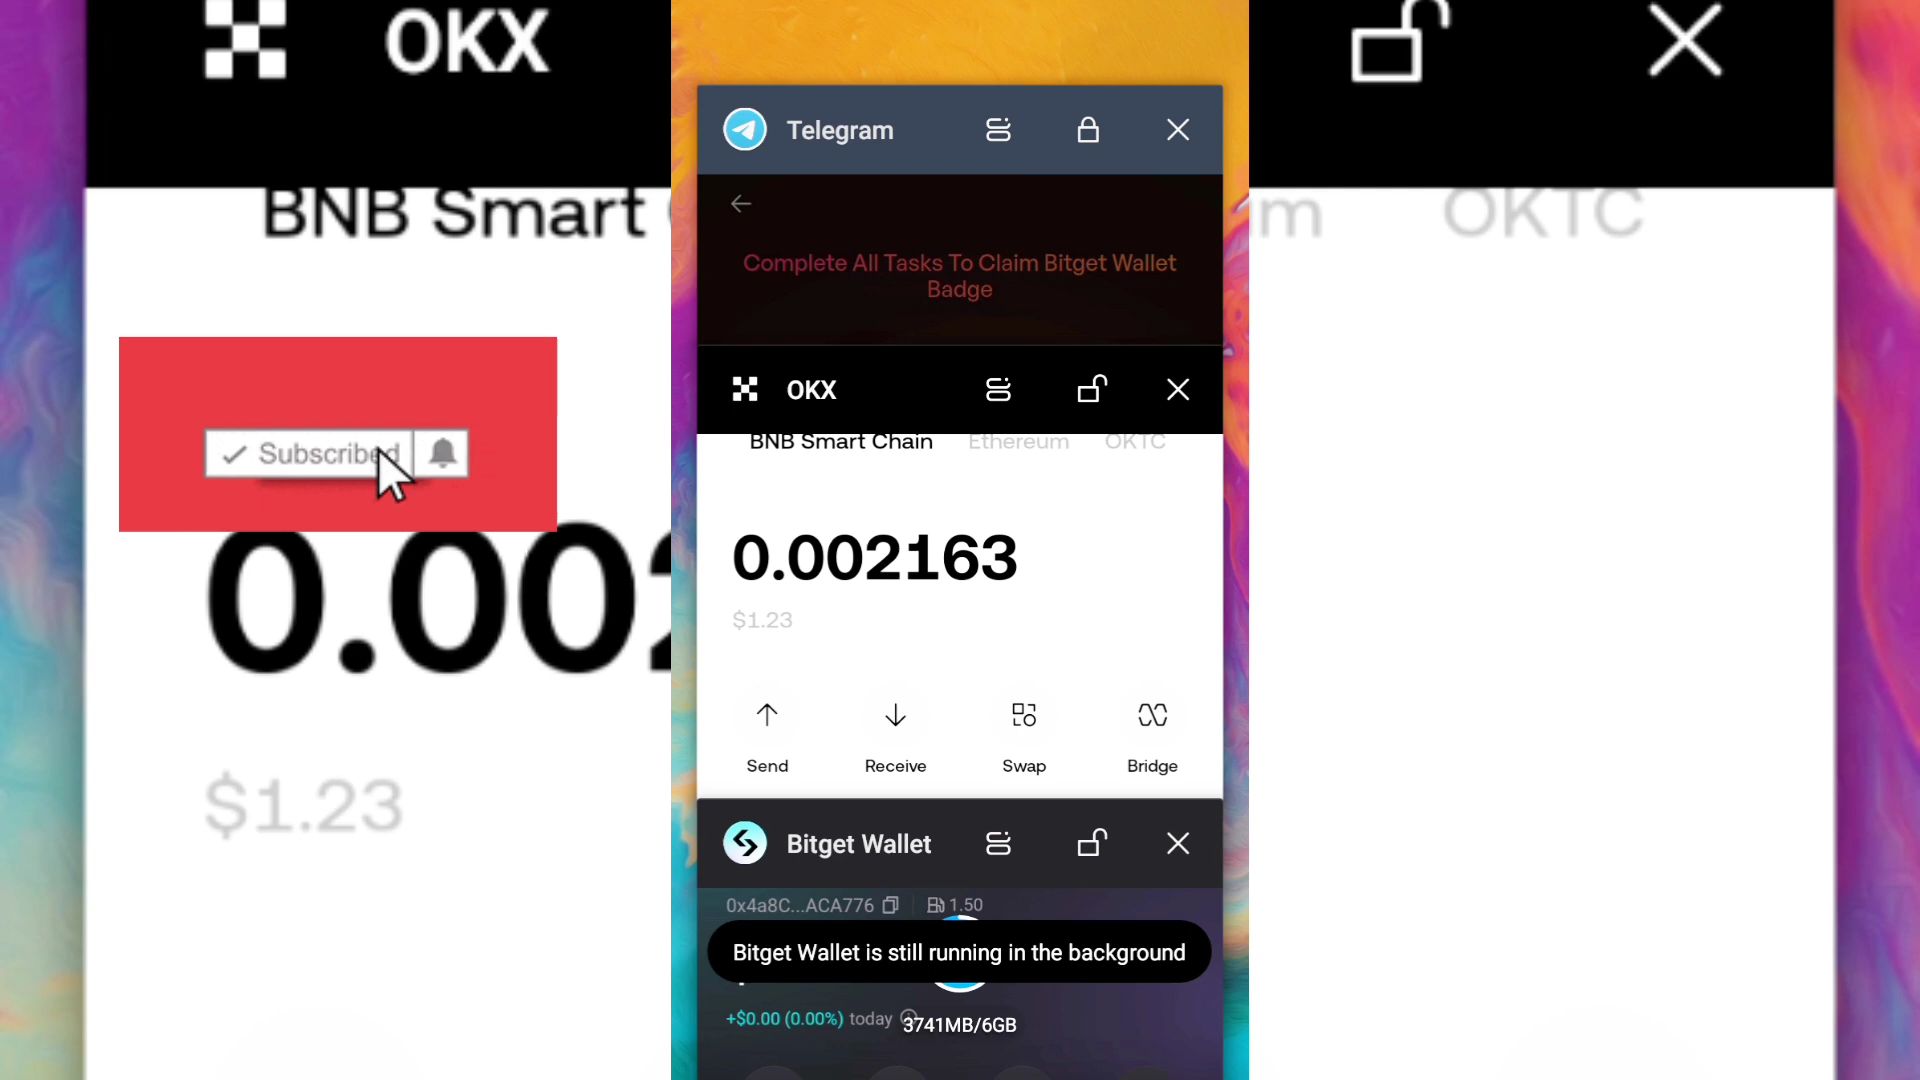 OKX
BNB Smart
Subscribed
0.002
$1.23
Telegram
Complete All Tasks To Claim Bitget Wallet
Badge
OKX
BNB Smart Chain Ethereum OKTC
0.002163
$1.23
Send Receive Swap Bridge
Bitget Wallet
0x4a8C...ACA776 1.50
Bitget Wallet is still running in the background
+$0.00 (0.00%) today
3741MB/6GB
m OKTC